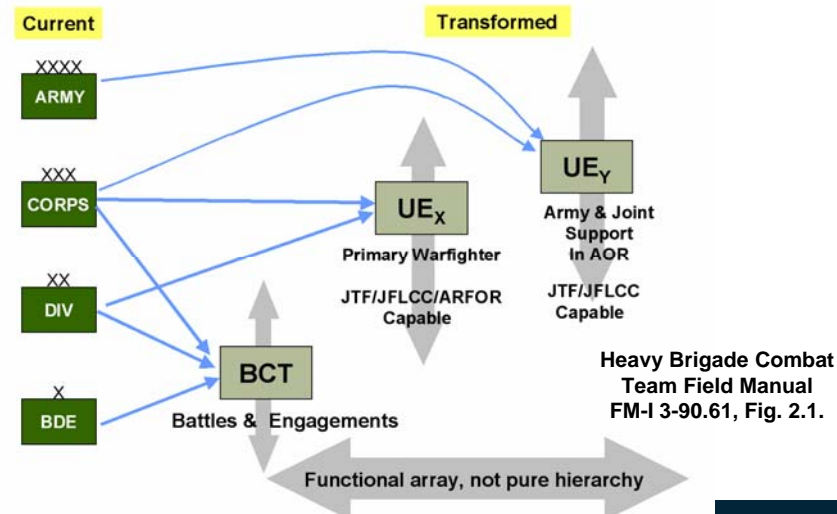 Current
Transformed
XXXX
ARMY
XXX
CORPS
XX
DIV
X
BDE
BCT
Battles & Engagements
UEX
Primary Warfighter
JTF/JFLCC/ARFOR
Capable
UEY
Army & Joint
Support
In AOR
JTF/JFLCC
Capable
Heavy Brigade Combat
Team Field Manual
FM-I 3-90.61, Fig. 2.1.
Functional array, not pure hierarchy